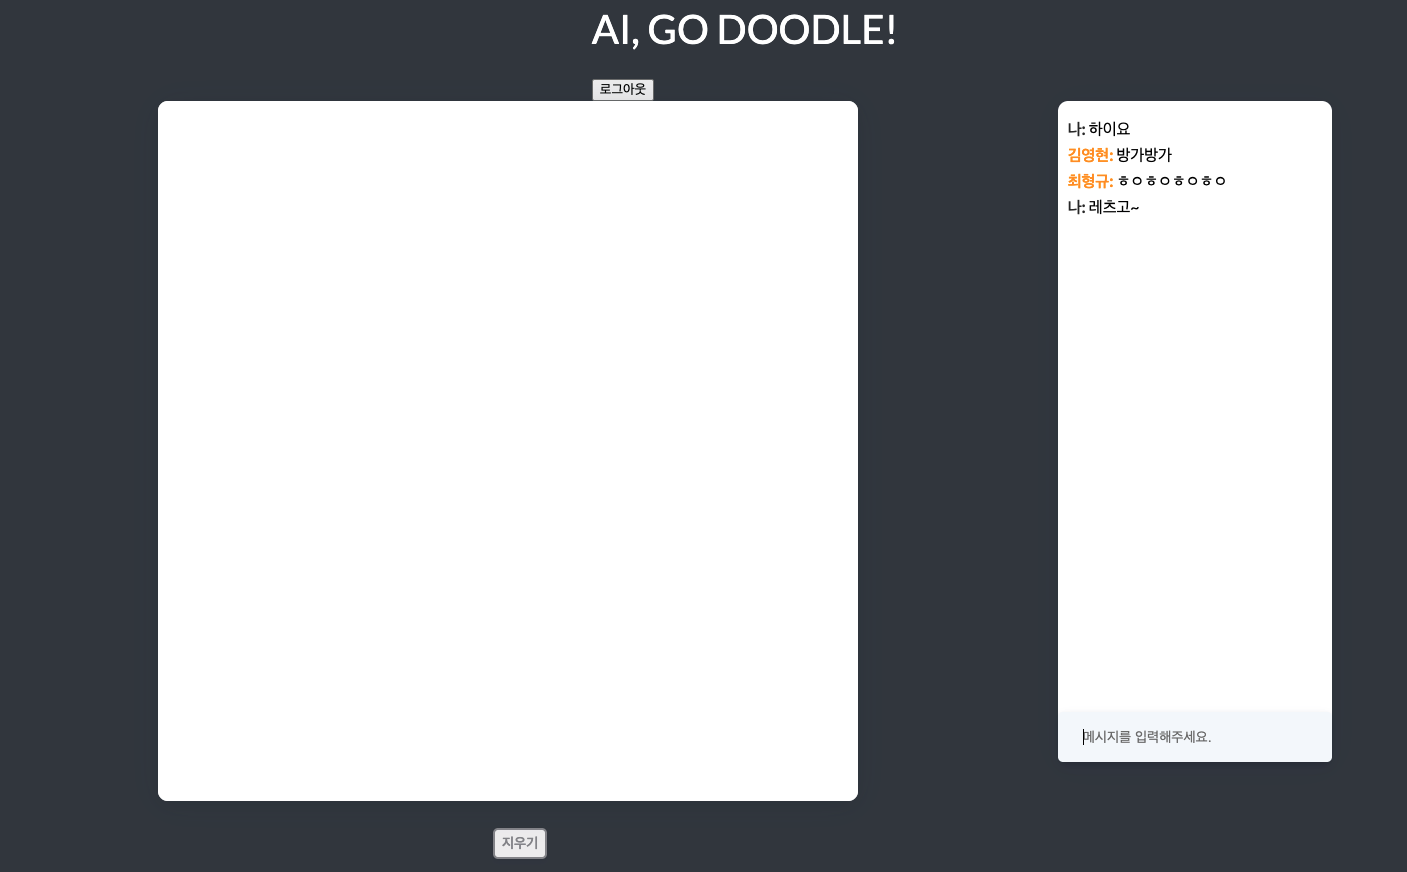 AI, GO DOODLE!
로그아웃
나: 하이요
김영현: 방가방가
최형규: ㅎㅇㅎㅇㅎㅇㅎㅇ
나: 레츠고~
메시지를 입력해주세요.
지우기